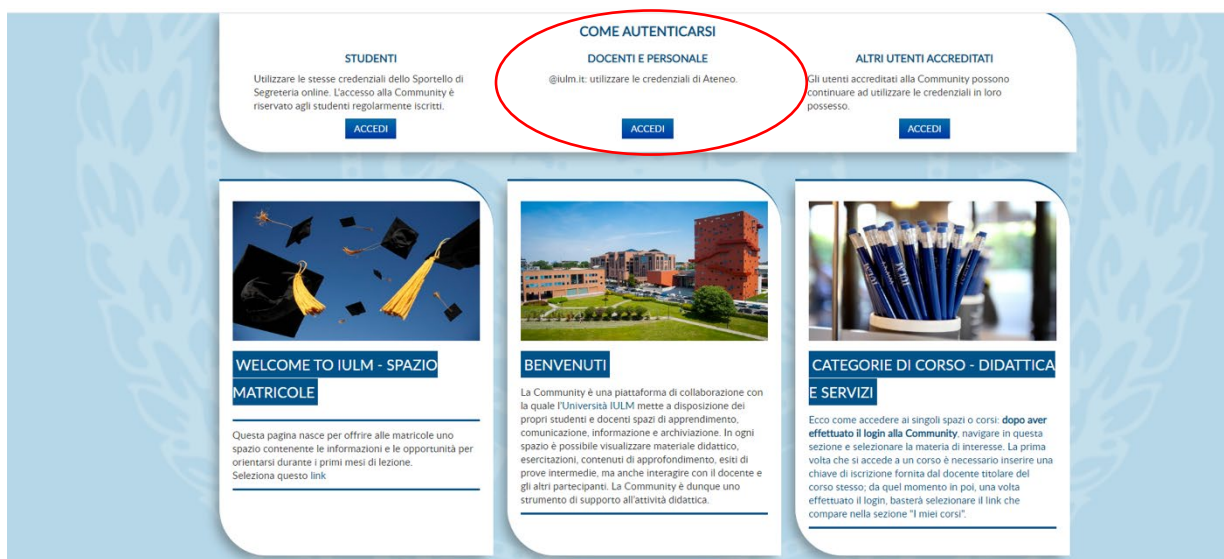 COME AUTENTICARSI
STUDENTI
Utilizzare le stesse credenziali dello Sportello di
Segreteria online. L'accesso alla Community è
riservato agli studenti regolarmente iscritti.
ACCEDI
DOCENTI E PERSONALE
@iulm.it: utilizzare le credenziali di Ateneo.
ACCEDI
ALTRI UTENTI ACCREDITATI
Gli utenti accreditati alla Community possono
continuare ad utilizzare le credenziali in loro
possesso.
ACCEDI
WELCOME TO IULM - SPAZIO
MATRICOLE
Questa pagina nasce per offrire alle matricole uno
spazio contenente le informazioni e le opportunità per
orientarsi durante i primi mesi di lezione.
Seleziona questo link
BENVENUTI
La Community è una piattaforma di collaborazione con
la quale l'Università IULM mette a disposizione dei
propri studenti e docenti spazi di apprendimento,
comunicazione, informazione e archiviazione. In ogni
spazio è possibile visualizzare materiale didattico,
esercitazioni, contenuti di approfondimento, esiti di
prove intermedie, ma anche interagire con il docente e
gli altri partecipanti. La Community è dunque uno
strumento di supporto all'attività didattica.
IULM
CATEGORIE DI CORSO - DIDATTICA
E SERVIZI
Ecco come accedere ai singoli spazi o corsi: dopo aver
effettuato il login alla Community, navigare in questa
sezione e selezionare la materia di interesse. La prima
volta che si accede a un corso è necessario inserire una
chiave di iscrizione fornita dal docente titolare del
corso stesso; da quel momento in poi, una volta
effettuato il login, basterà selezionare il link che
compare nella sezione "I miei corsi".